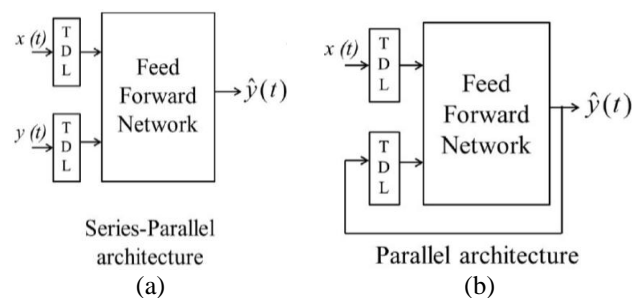 x (t)
T
D
L
y (t)
T
D
L
Feed
Forward
Network
ŷ(t)
Series-Parallel
architecture
(a)
x (t)
T
D
L
T
D
L
Feed
Forward
Network
ŷ(t)
Parallel architecture
(b)